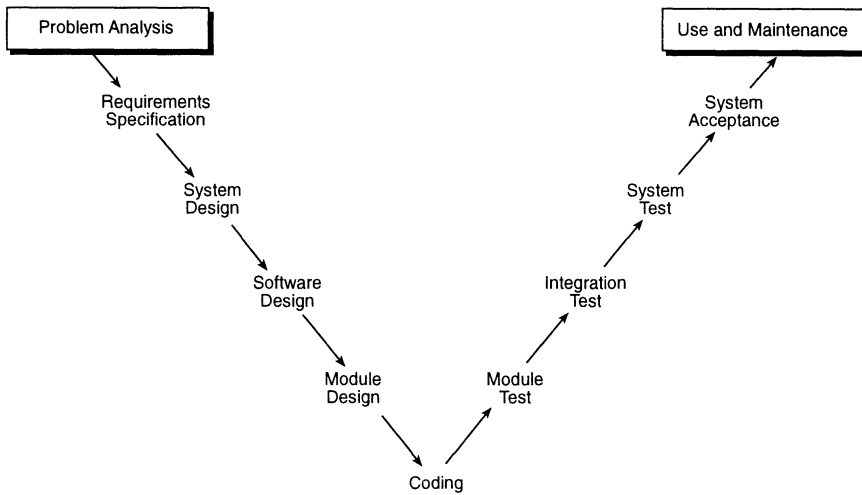 Problem Analysis
Use and Maintenance
Requirements
Specification
System
Acceptance
System
Design
System
Test
Software
Design
Integration
Test
Module
Design
Module
Test
Coding